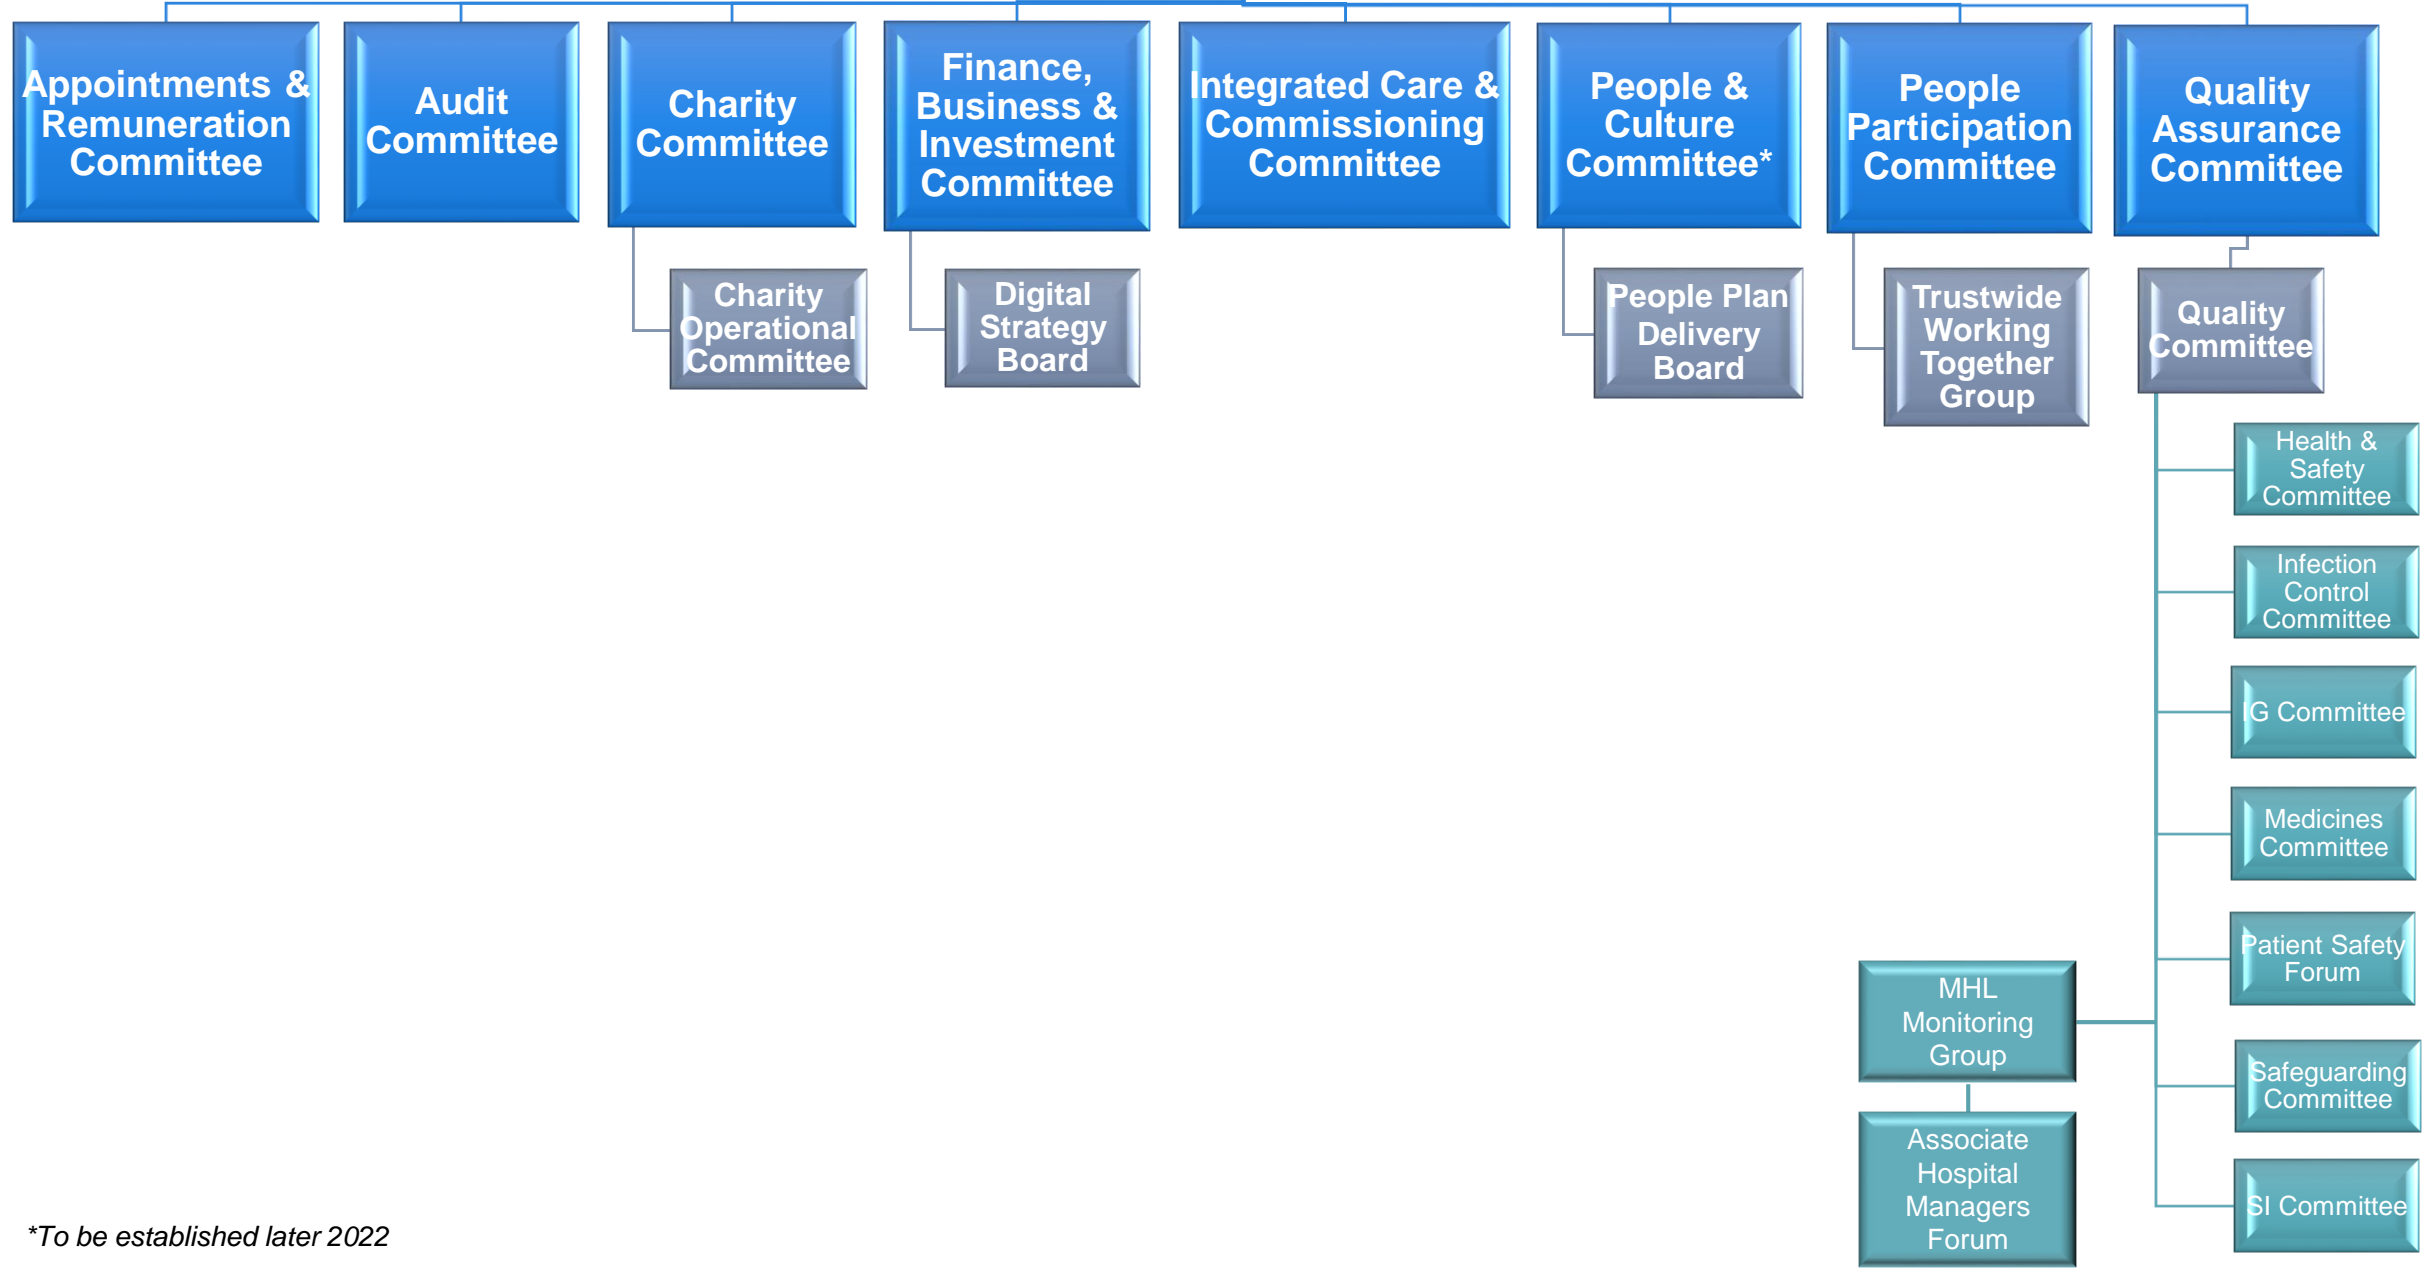 Appointments &
Remuneration
Committee
Audit
Committee
Charity
Committee
Finance,
Business &
Investment
Committee
Integrated Care &
Commissioning
Committee
People &
Culture
Committee*
People
Participation
Committee
Quality
Assurance
Committee
Charity
Operational
Committee
Digital
Strategy
Board
People Plan
Delivery
Board
Trustwide
Working
Together
Group
Quality
Committee
Health &
Safety
Committee
Infection
Control
Committee
IG Committee
Medicines
Committee
Patient Safety
Forum
MHL
Monitoring
Group
Safeguarding
Committee
Associate
Hospital
Managers
Forum
SI Committee
*To be established later 2022